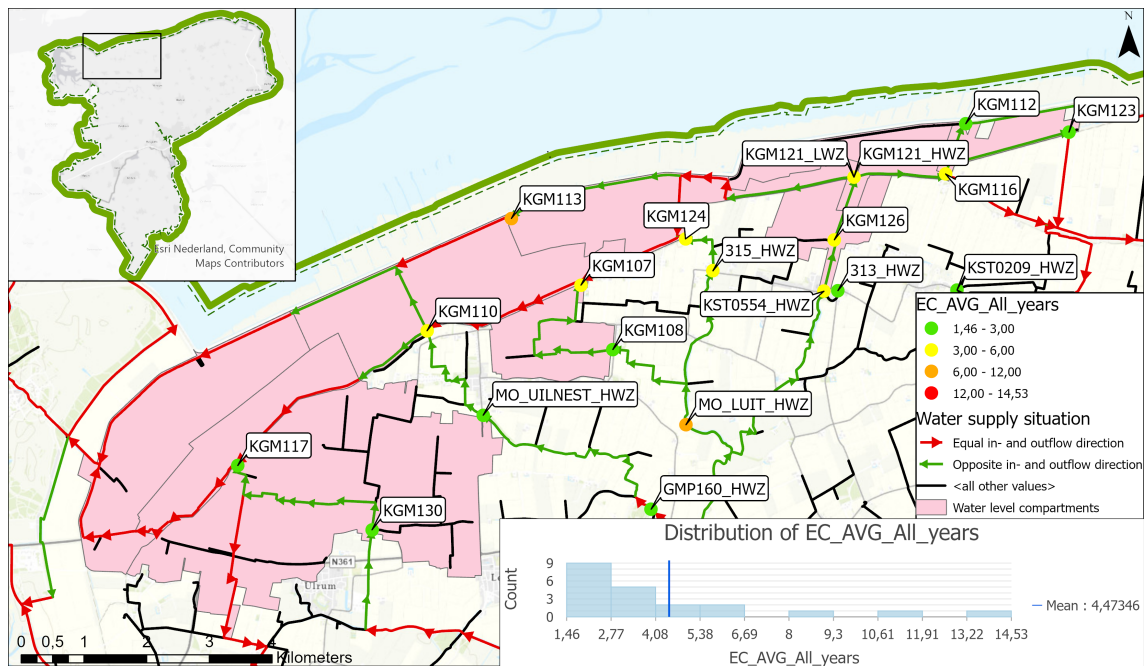 N
Esri Nederland, Community
Maps Contributors
KGM112
KGM123
KGM121_LWZ
KGM121_HWZ
KGM116
KGM113
KGM124
KGM126
315_HWZ
KGM107
313_HWZ
KST0209_HWZ
KST0554_HWZ
KGM110
KGM108
MO_UILNEST_HWZ
MO_LUIT_HWZ
KGM117
GMP160_HWZ
KGM130
N361
Ulrum
EC_AVG_All_years
1,46 - 3,00
3,00 - 6,00
6,00 - 12,00
12,00 - 14,53
Water supply situation
Equal in- and outflow direction
Opposite in- and outflow direction
<all other values>
Water level compartments
Distribution of EC_AVG_All_years
Count
9
6
3
0
1,46 2,77 4,08 5,38 6,69 8 9,3 10,61 11,91 13,22 14,53
EC_AVG_All_years
Mean : 4,47346
0 0,5 1 2 3 4
Kilometers